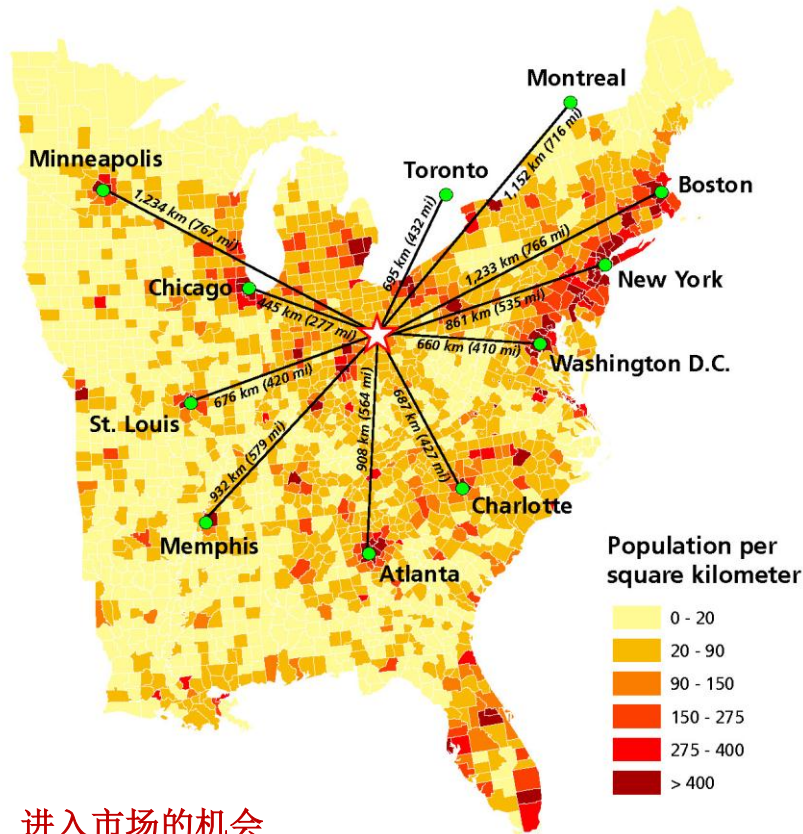 Montreal
Minneapolis
Toronto
1,152 km (716 mi)
Boston
1,234 km (767 mi)
695 km (432 mi)
1,233 km (766 mi)
New York
Chicago
445 km (277 mi)
861 km (535 mi)
660 km (410 mi)
Washington D.C.
676 km (420 mi)
St. Louis
908 km (564 mi)
687 km (427 mi)
932 km (579 mi)
Charlotte
Memphis
Atlanta
Population per
square kilometer
0 - 20
20 - 90
90 - 150
150 - 275
275 - 400
> 400
进入市场的机会